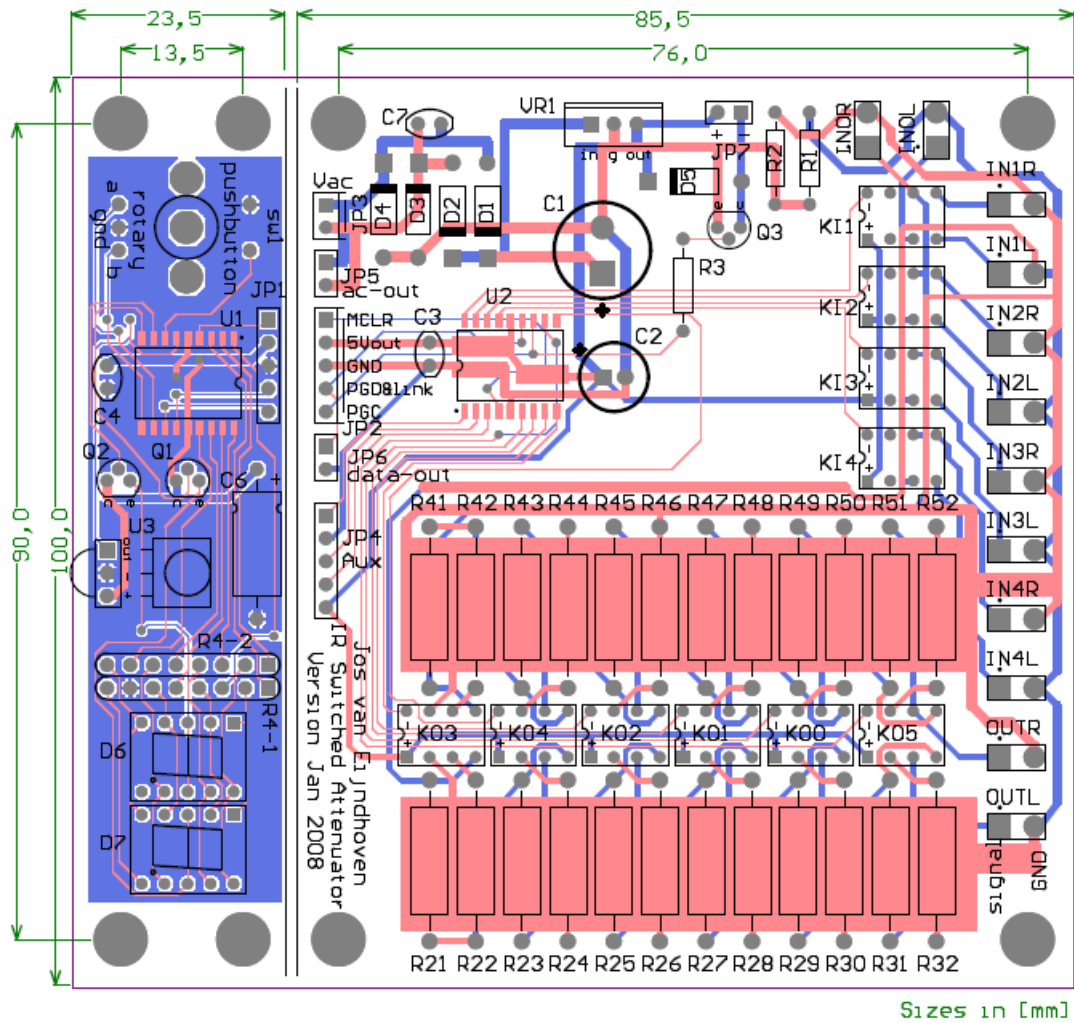 23,5
85,5
13,5
76,0
90,0
100,0
C7
VR1
in g out
+ -
JP7
R2
R1
INOR
INOL
IN1R
Vac
JP3
D4
D3
D2
D1
C1
D5
e c
Q3
KI1
a
gnd
b
rotary
pushbutton
sw1
JP5
ac-out
R3
IN1L
JP1
U1
U2
KI2
IN2R
MCLR
5Vout
GND
PGD&link
PGC
JP2
C3
C2
KI3
IN2L
C4
Q2
Q1
C6
JP6
data-out
KI4
IN3R
c e
e
U3
out - +
R41 R42 R43 R44 R45 R46 R47 R48 R49 R50 R51 R52
JP4
Aux
IN3L
IN4R
IN4L
R4-2
R4-1
IR Switched Attenuator
Jos van Eijndhoven
Version Jan 2008
K03 K04 K02 K01 K00 K05
OUTR
D6
D7
OUTL
signal
GND
R21 R22 R23 R24 R25 R26 R27 R28 R29 R30 R31 R32
Sizes in [mm]